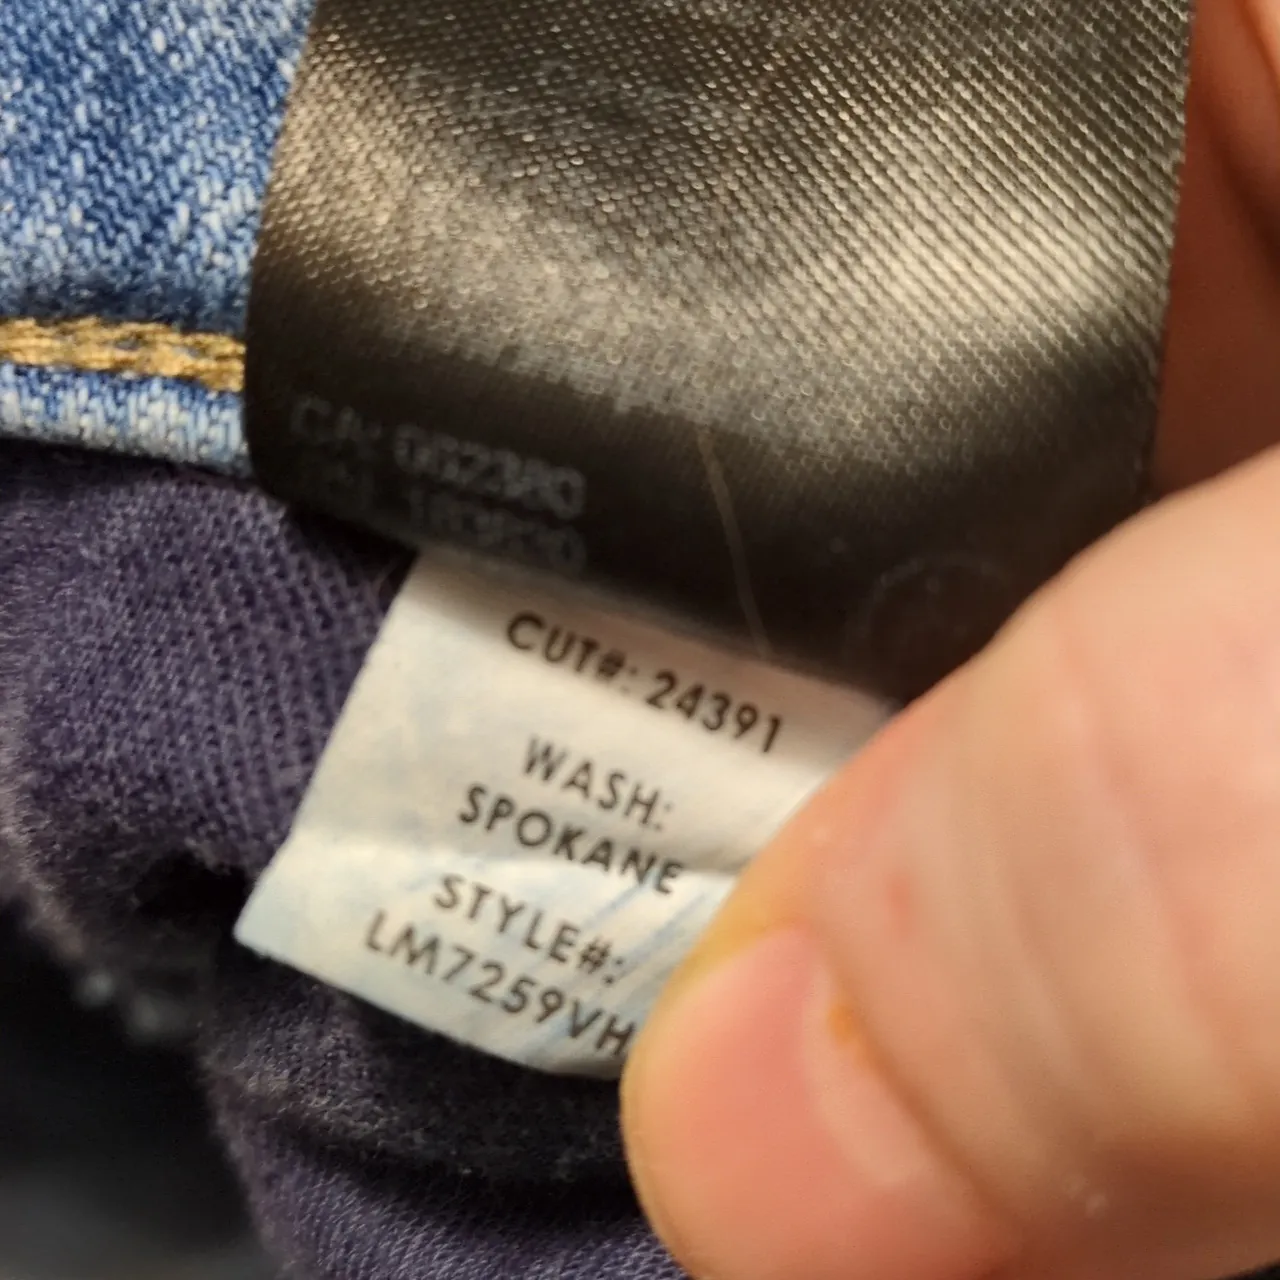 CUT#: 24391
WASH:
SPOKANE
STYLE#:
LM7259VH